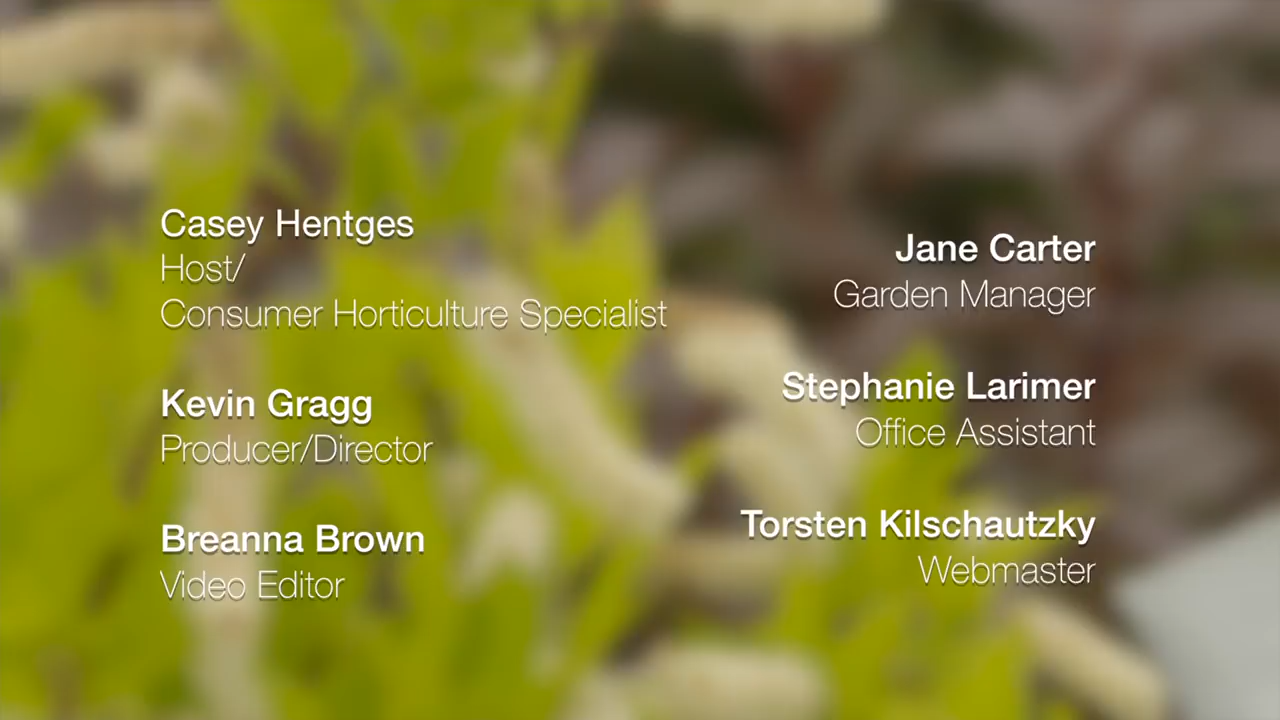 Casey Hentges
Host/
Consumer Horticulture Specialist
Kevin Gragg
Producer/Director
Breanna Brown
Video Editor
Jane Carter
Garden Manager
Stephanie Larimer
Office Assistant
Torsten Kilschautzky
Webmaster